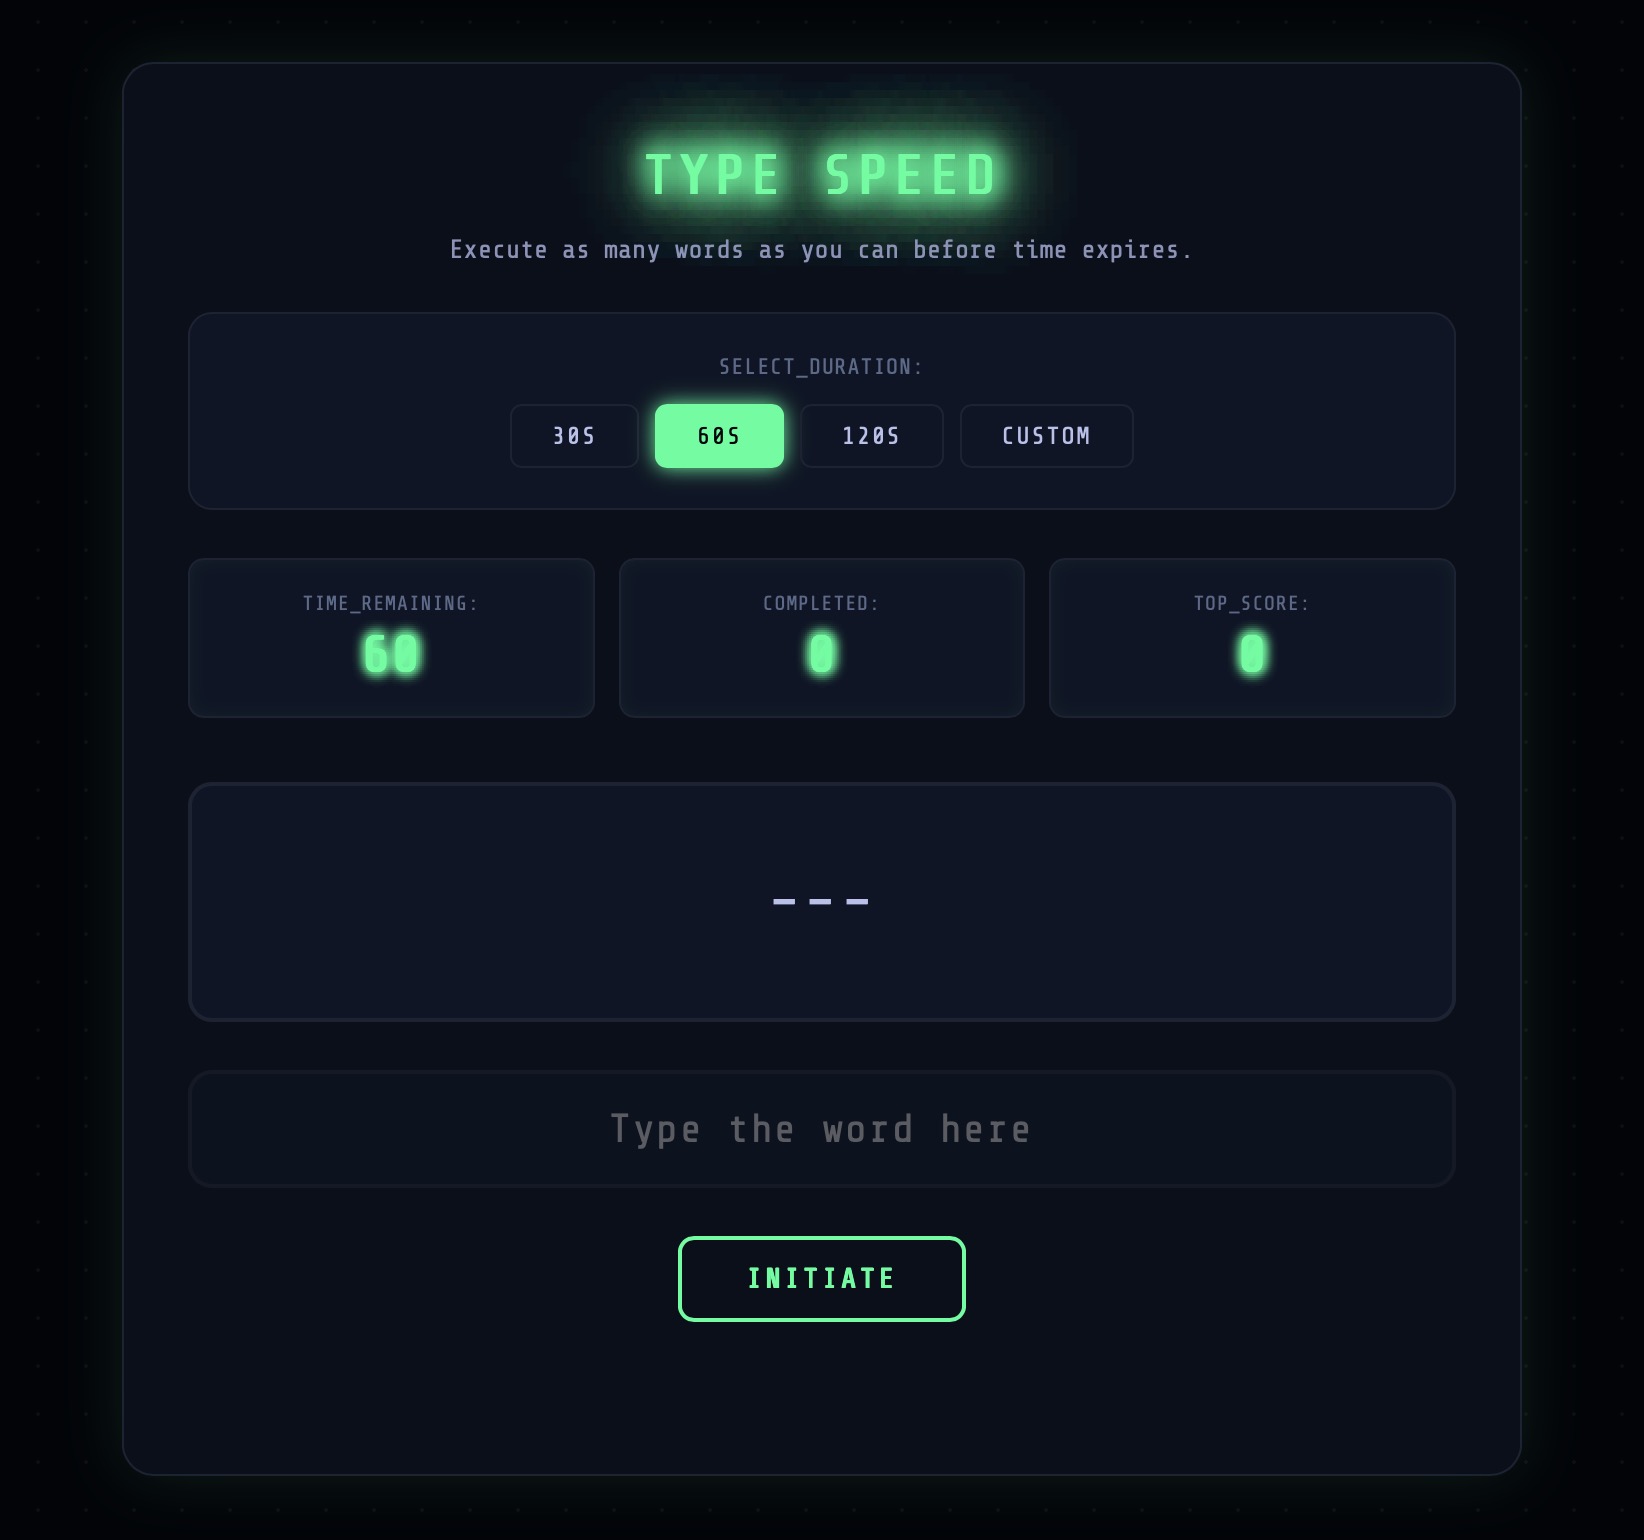 TYPE SPEED
Execute as many words as you can before time expires.
SELECT_DURATION:
30S 60S 120S CUSTOM
TIME_REMAINING: COMPLETED: TOP_SCORE:
60 0 0
---
Type the word here
INITIATE